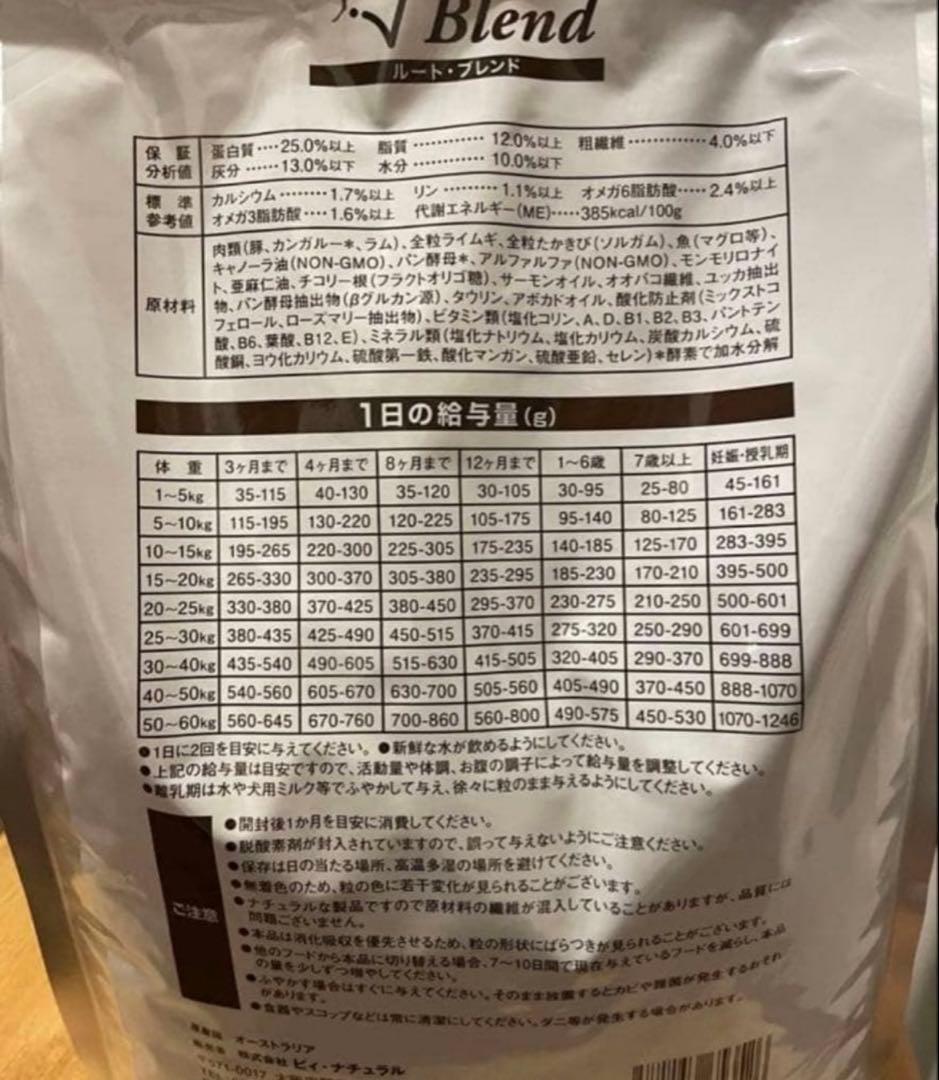 Blend
ルート・ブレンド
保証分析値 蛋白質‥‥25.0%以上 脂質‥‥‥‥‥‥12.0%以上 粗繊維‥‥‥‥‥‥4.0%以下
灰分‥‥‥13.0%以下 水分‥‥‥‥‥‥10.0%以下
標準参考値 カルシウム‥‥‥‥1.7%以上 リン‥‥‥‥‥1.1%以上 オメガ6脂肪酸‥‥‥2.4%以上
オメガ3脂肪酸‥‥1.6%以上 代謝エネルギー(ME)‥‥‥385kcal/100g
原材料
肉類(豚、カンガルー*、ラム)、全粒ライムギ、全粒たかきび(ソルガム)、魚(マグロ等)、
キャノーラ油(NON-GMO)、パン酵母*、アルファルファ(NON-GMO)、モンモリロナイ
ト、亜麻仁油、チコリー根(フラクトオリゴ糖)、サーモンオイル、オオバコ繊維、ユッカ抽出
物、パン酵母抽出物(βグルカン源)、タウリン、アボカドオイル、酸化防止剤(ミックストコ
フェロール、ローズマリー抽出物)、ビタミン類(塩化コリン、A、D、B1、B2、B3、パントテン
酸、B6、葉酸、B12、E)、ミネラル類(塩化ナトリウム、塩化カリウム、炭酸カルシウム、硫
酸銅、ヨウ化カリウム、硫酸第一鉄、酸化マンガン、硫酸亜鉛、セレン)*酵素で加水分解
1日の給与量(g)
体重 3ヶ月まで 4ヶ月まで 8ヶ月まで 12ヶ月まで 1〜6歳 7歳以上 妊娠・授乳期
1〜5kg 35-115 40-130 35-120 30-105 30-95 25-80 45-161
5〜10kg 115-195 130-220 120-225 105-175 95-140 80-125 161-283
10〜15kg 195-265 220-300 225-305 175-235 140-185 125-170 283-395
15〜20kg 265-330 300-370 305-380 235-295 185-230 170-210 395-500
20〜25kg 330-380 370-425 380-450 295-370 230-275 210-250 500-601
25〜30kg 380-435 425-490 450-515 370-415 275-320 250-290 601-699
30〜40kg 435-540 490-605 515-630 415-505 320-405 290-370 699-888
40〜50kg 540-560 605-670 630-700 505-560 405-490 370-450 888-1070
50〜60kg 560-645 670-760 700-860 560-800 490-575 450-530 1070-1246
●1日に2回を目安に与えてください。●新鮮な水が飲めるようにしてください。
●上記の給与量は目安ですので、活動量や体調、お腹の調子によって給与量を調整してください。
●離乳期は水や犬用ミルク等でふやかして与え、徐々に粒のまま与えるようにしてください。
ご注意
●開封後1か月を目安に消費してください。
●脱酸素剤が封入されていますので、誤って与えないようにご注意ください。
●保存は日の当たる場所、高温多湿の場所を避けてください。
●無着色のため、粒の色に若干変化が見られることがございます。
●ナチュラルな製品ですので原材料の繊維が混入していることがありますが、品質には
問題ございません。
●本品は消化吸収を優先させるため、粒の形状にばらつきが見られることがございます。
●他のフードから本品に切り替える場合、7〜10日間で現在与えているフードを減らし、本品
の量を少しずつ増やしてください。
●ふやかす場合はすぐに与えてください。そのまま放置するとカビや雑菌が発生するおそれ
があります。
●食器やスコップなどは常に清潔にしてください。ダニ等が発生する場合があります。
原産国 オーストラリア
販売者 株式会社 ビィ・ナチュラル
〒571-0017
TEL